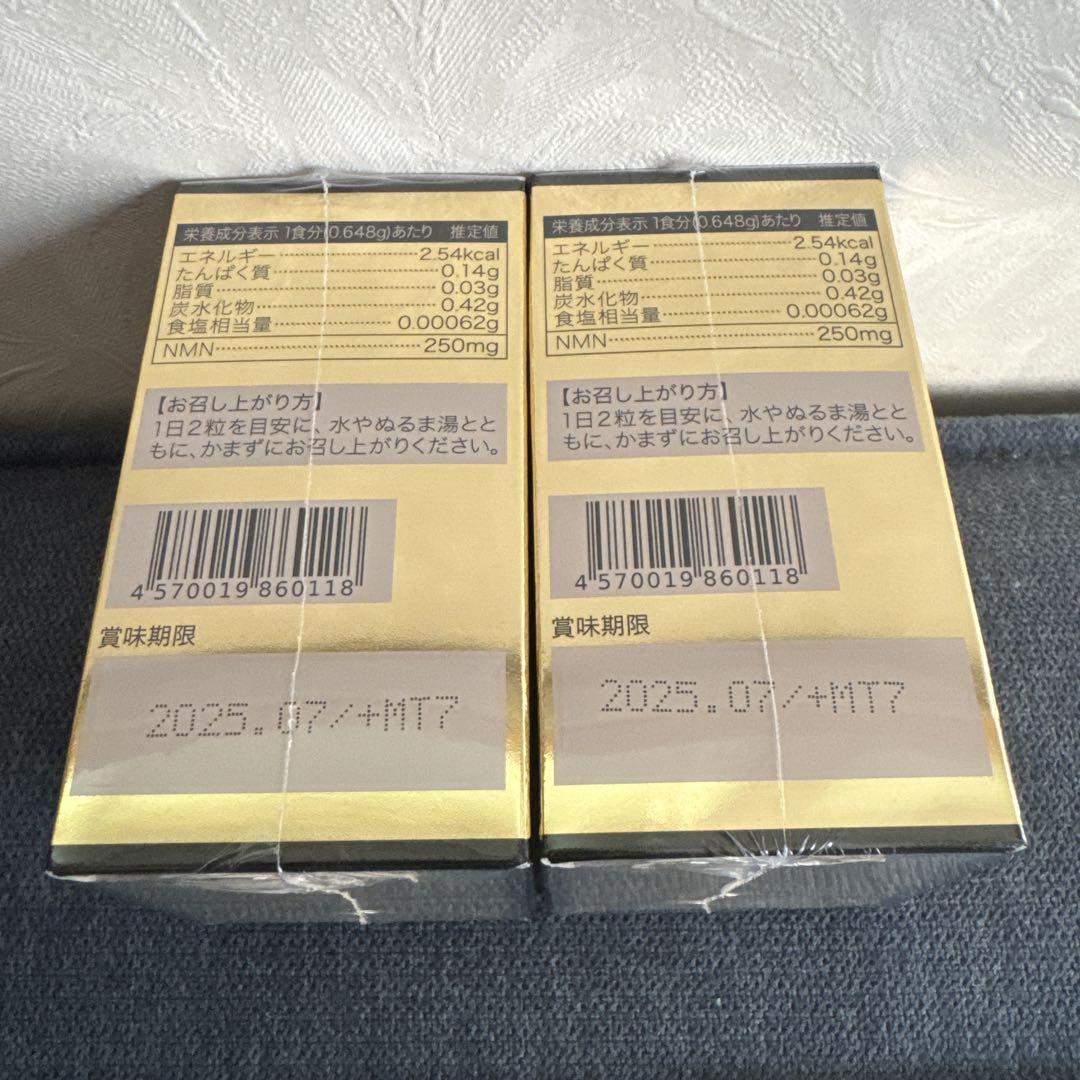 栄養成分表示 1食分(0.648g)あたり 推定値
エネルギー 2.54kcal
たんぱく質 0.14g
脂質 0.03g
炭水化物 0.42g
食塩相当量 0.00062g
NMN 250mg
【お召し上がり方】
1日2粒を目安に、水やぬるま湯とと
もに、かまずにお召し上がりください。
4 570019 860118
賞味期限
2025.07/+MT7
栄養成分表示 1食分(0.648g)あたり 推定値
エネルギー 2.54kcal
たんぱく質 0.14g
脂質 0.03g
炭水化物 0.42g
食塩相当量 0.00062g
NMN 250mg
【お召し上がり方】
1日2粒を目安に、水やぬるま湯とと
もに、かまずにお召し上がりください。
4 570019 860118
賞味期限
2025.07/+MT7